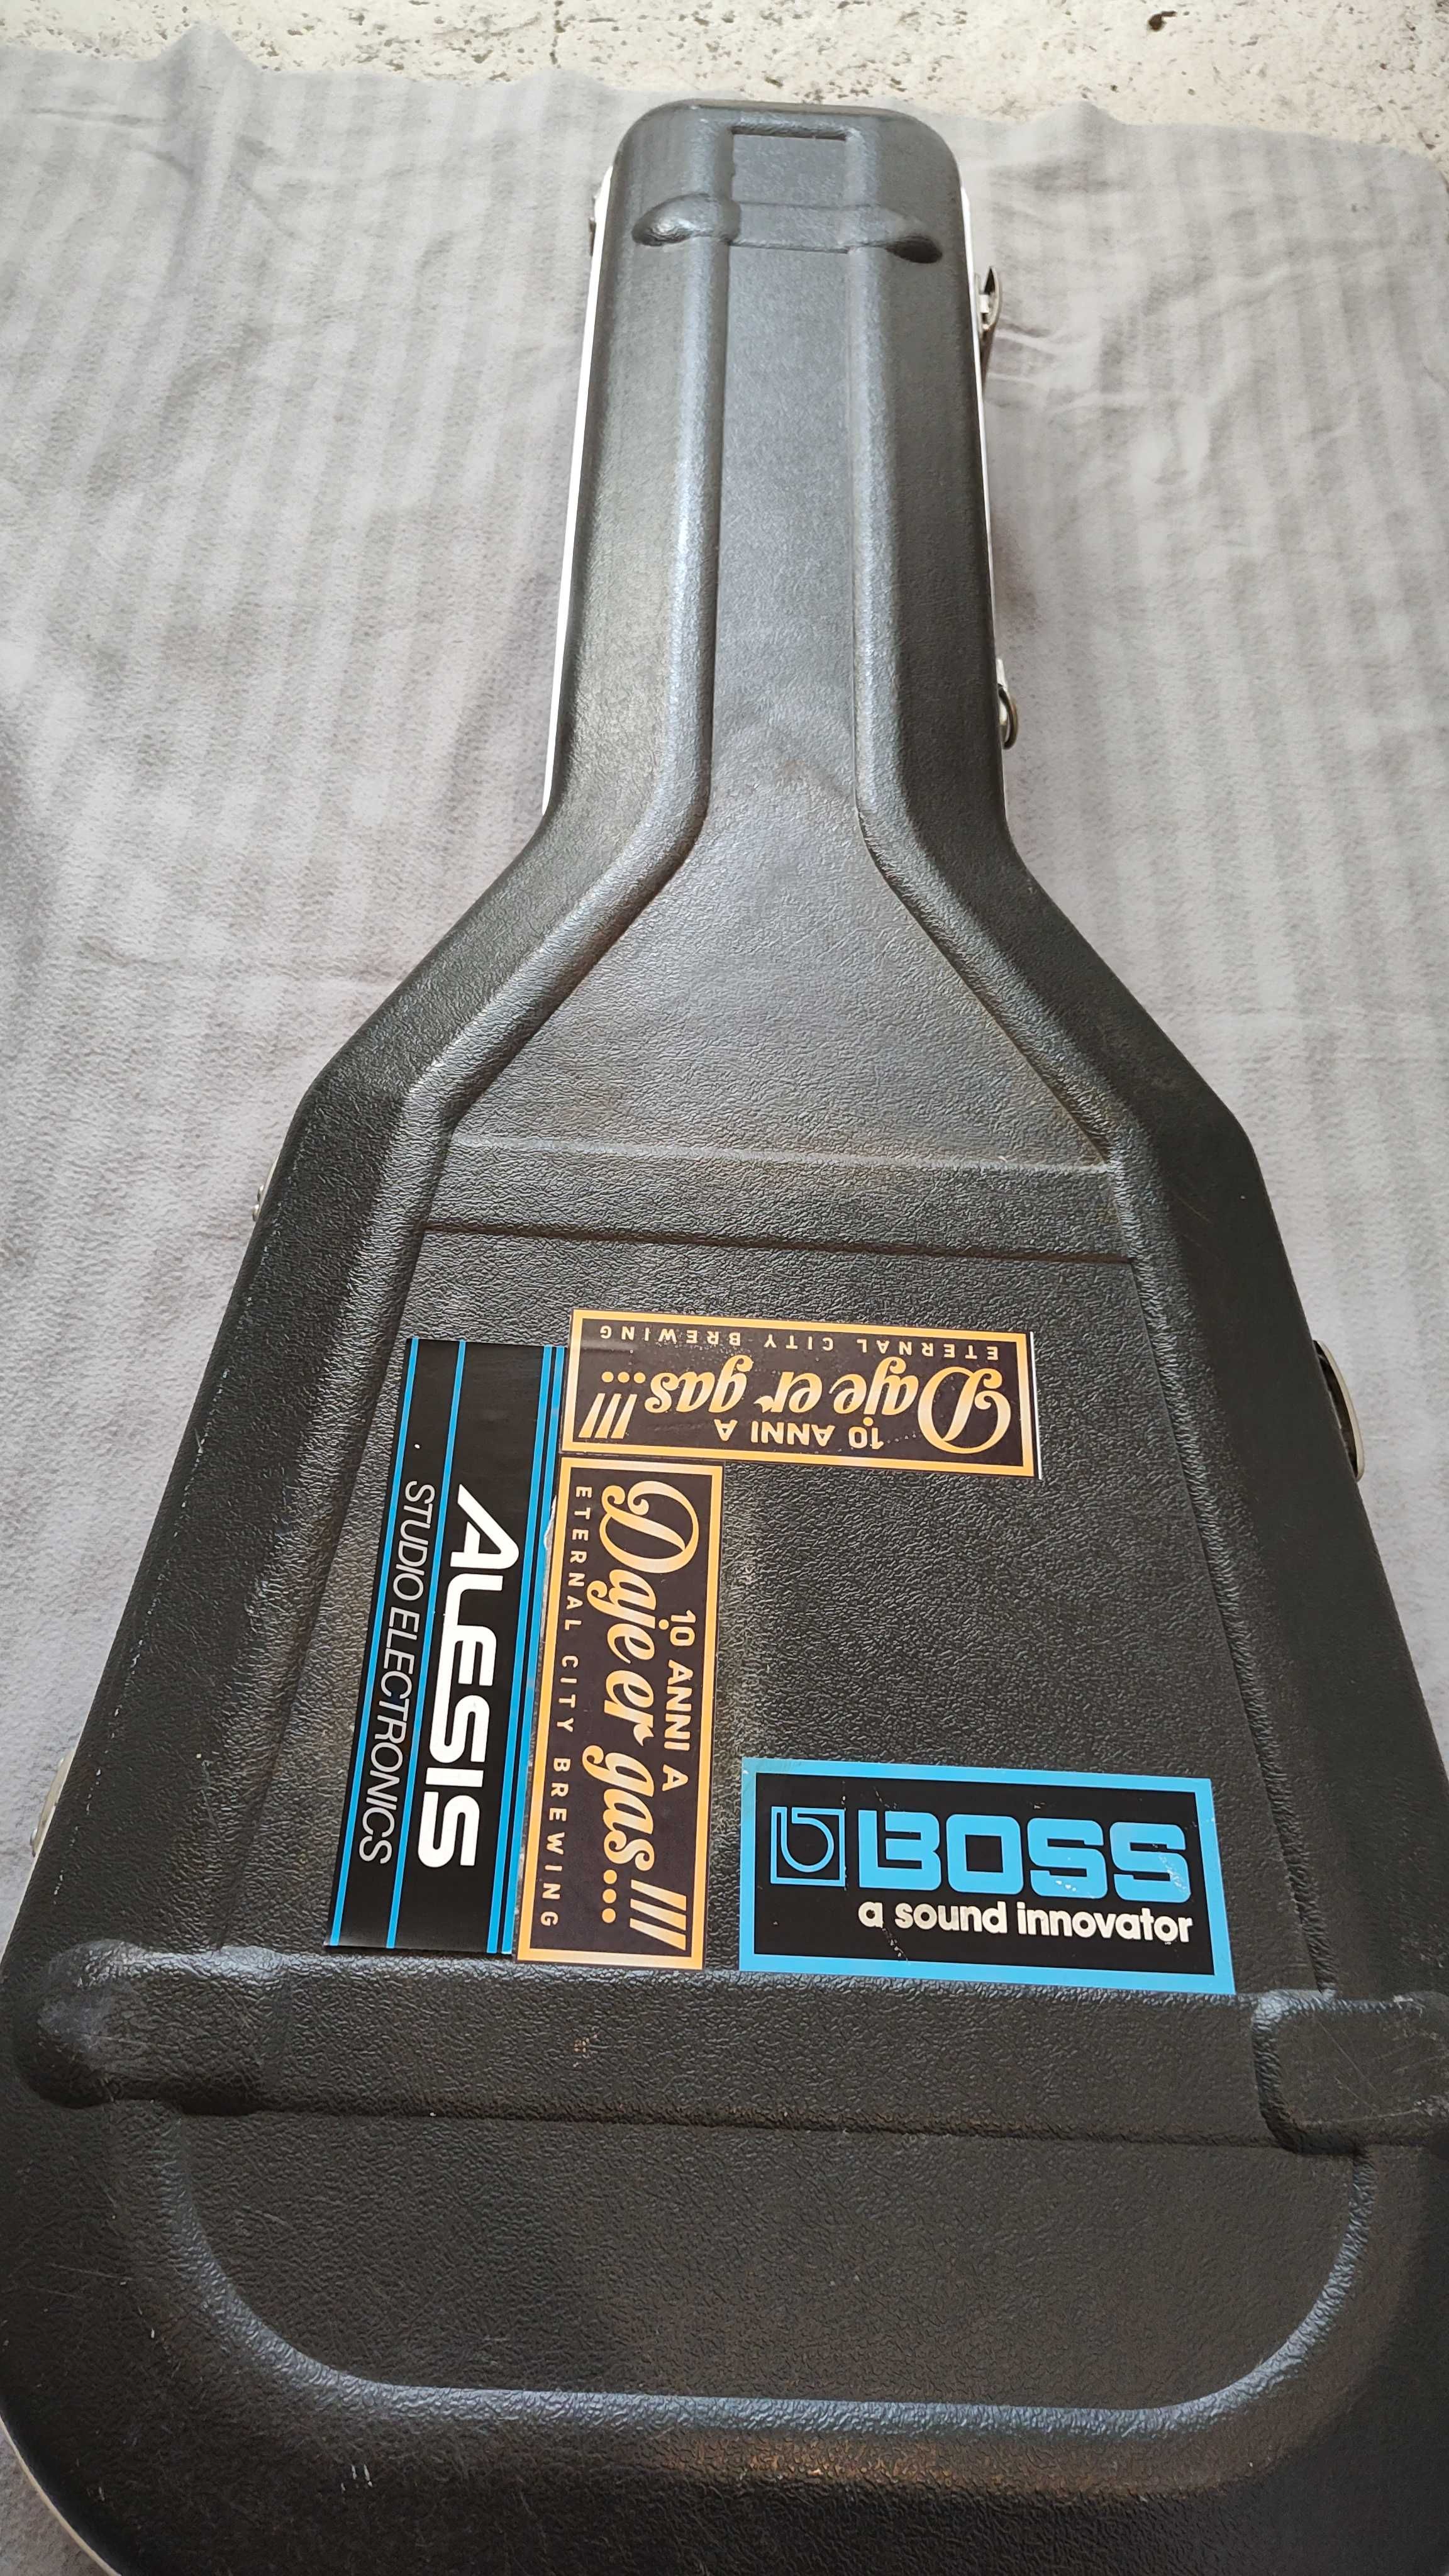 10 ANNI A
Daje er gas...!!!
ETERNAL CITY BREWING
ALESIS
STUDIO ELECTRONICS
10 ANNI A
Daje er gas...!!!
ETERNAL CITY BREWING
BOSS
a sound innovator